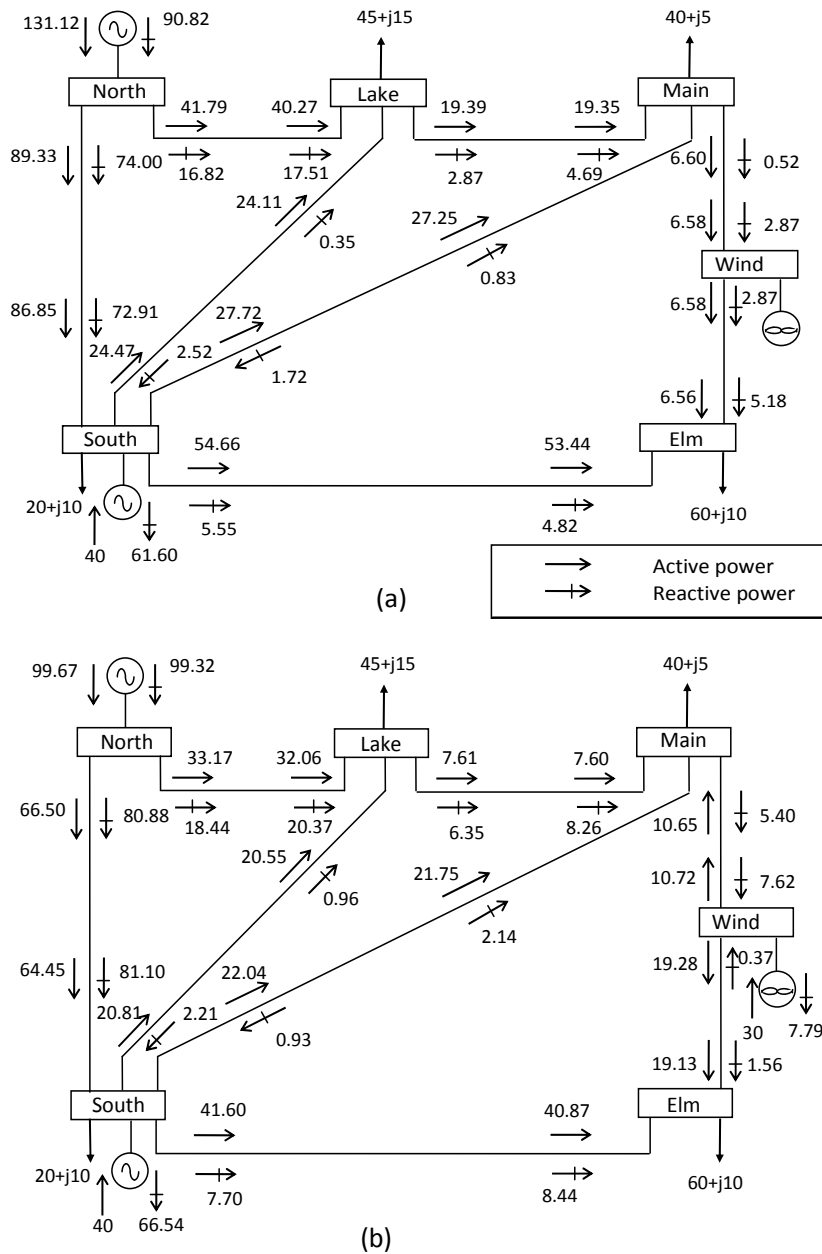 131.12 90.82 45+j15 40+j5
North Lake Main
41.79 40.27 19.39 19.35
89.33 74.00 16.82 17.51 2.87 4.69 6.60 0.52
24.11 0.35 27.25 0.83 6.58 2.87
Wind
86.85 72.91 27.72 6.58 2.87
24.47 2.52 1.72
6.56 5.18
South Elm
54.66 53.44
20+j10 5.55 4.82 60+j10
40 61.60
Active power
Reactive power
(a)
99.67 99.32 45+j15 40+j5
North Lake Main
33.17 32.06 7.61 7.60
66.50 80.88 18.44 20.37 6.35 8.26 10.65 5.40
20.55 0.96 21.75 2.14 10.72 7.62
Wind
64.45 81.10 22.04 19.28 0.37
20.81 2.21 0.93 30 7.79
19.13 1.56
South Elm
41.60 40.87
20+j10 7.70 8.44 60+j10
40 66.54
(b)